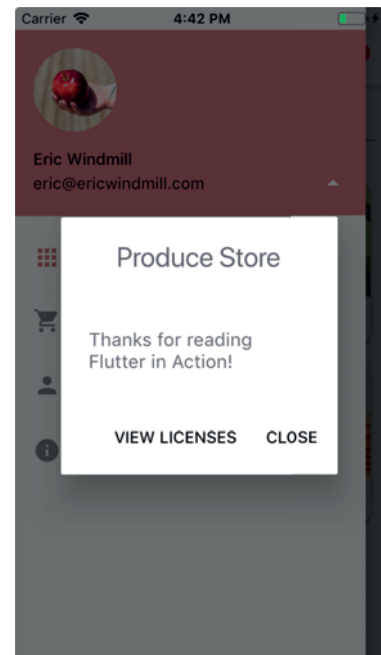 Carrier 4:42 PM
Eric Windmill
eric@ericwindmill.com
Produce Store
Thanks for reading
Flutter in Action!
VIEW LICENSES CLOSE